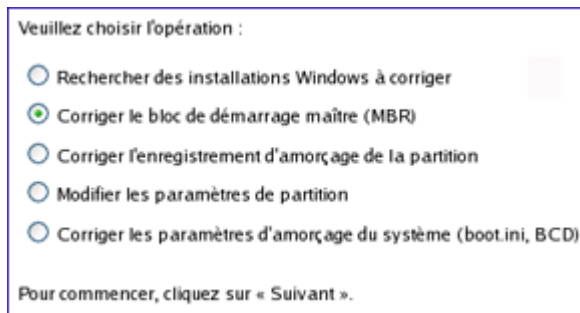 Veuillez choisir l'opération :
Rechercher des installations Windows à corriger
Corriger le bloc de démarrage maître (MBR)
Corriger l'enregistrement d'amorçage de la partition
Modifier les paramètres de partition
Corriger les paramètres d'amorçage du système (boot.ini, BCD)
Pour commencer, cliquez sur « Suivant ».